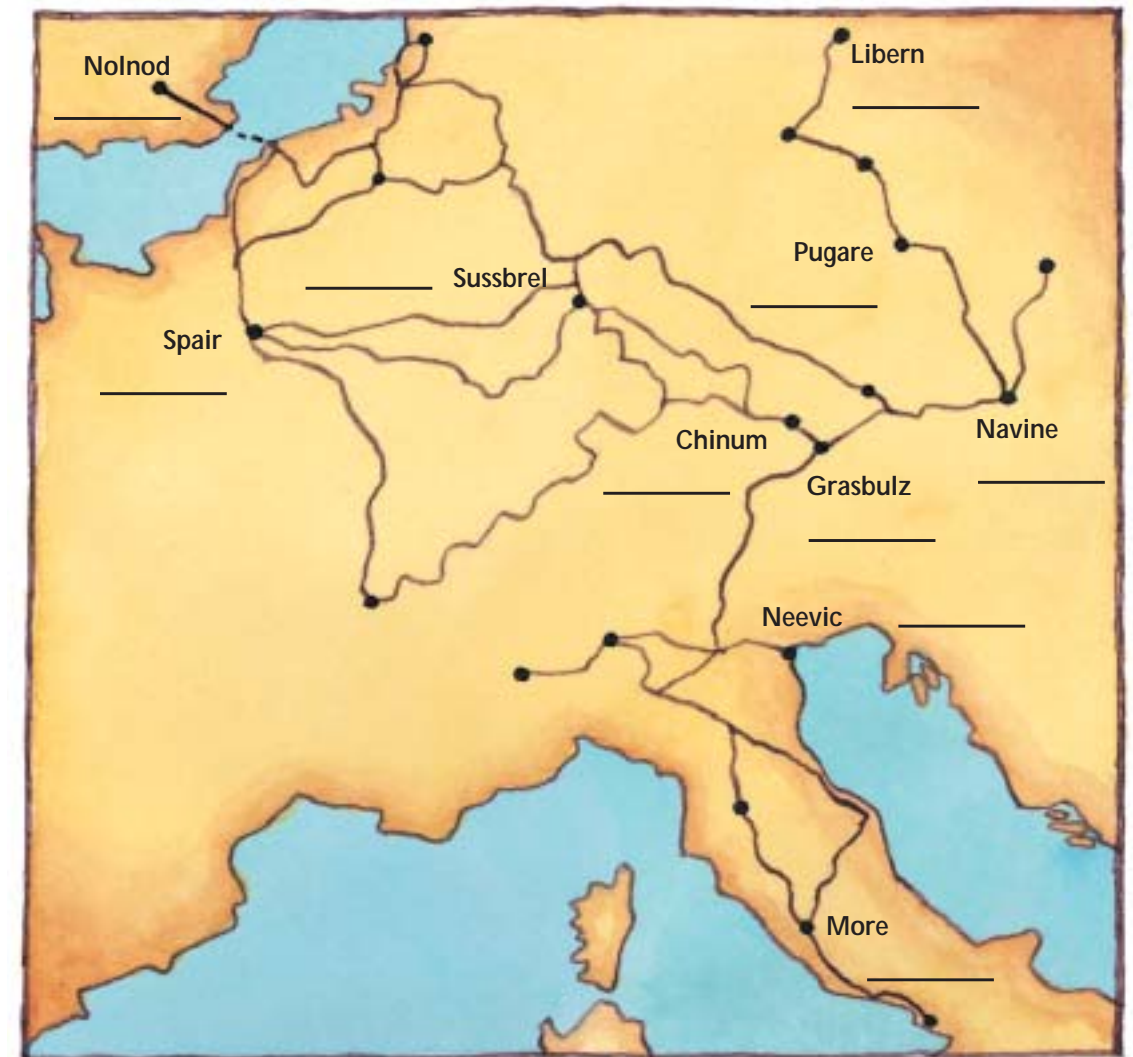 Nolnod
Libern
Pugare
Sussbrel
Spair
Navine
Chinum
Grasbulz
Neevic
More